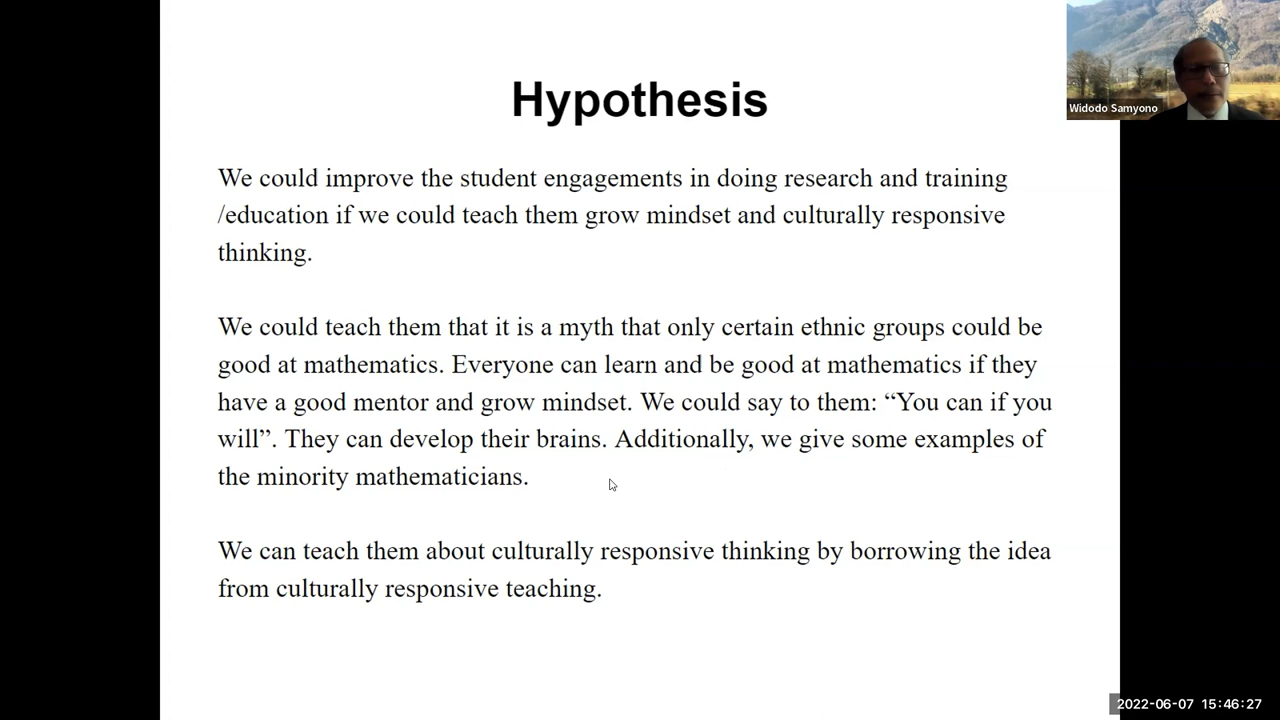 Hypothesis
Widodo Samyono
We could improve the student engagements in doing research and training
/education if we could teach them grow mindset and culturally responsive
thinking.
We could teach them that it is a myth that only certain ethnic groups could be
good at mathematics. Everyone can learn and be good at mathematics if they
have a good mentor and grow mindset. We could say to them: “You can if you
will”. They can develop their brains. Additionally, we give some examples of
the minority mathematicians.
We can teach them about culturally responsive thinking by borrowing the idea
from culturally responsive teaching.
2022-06-07 15:46:27